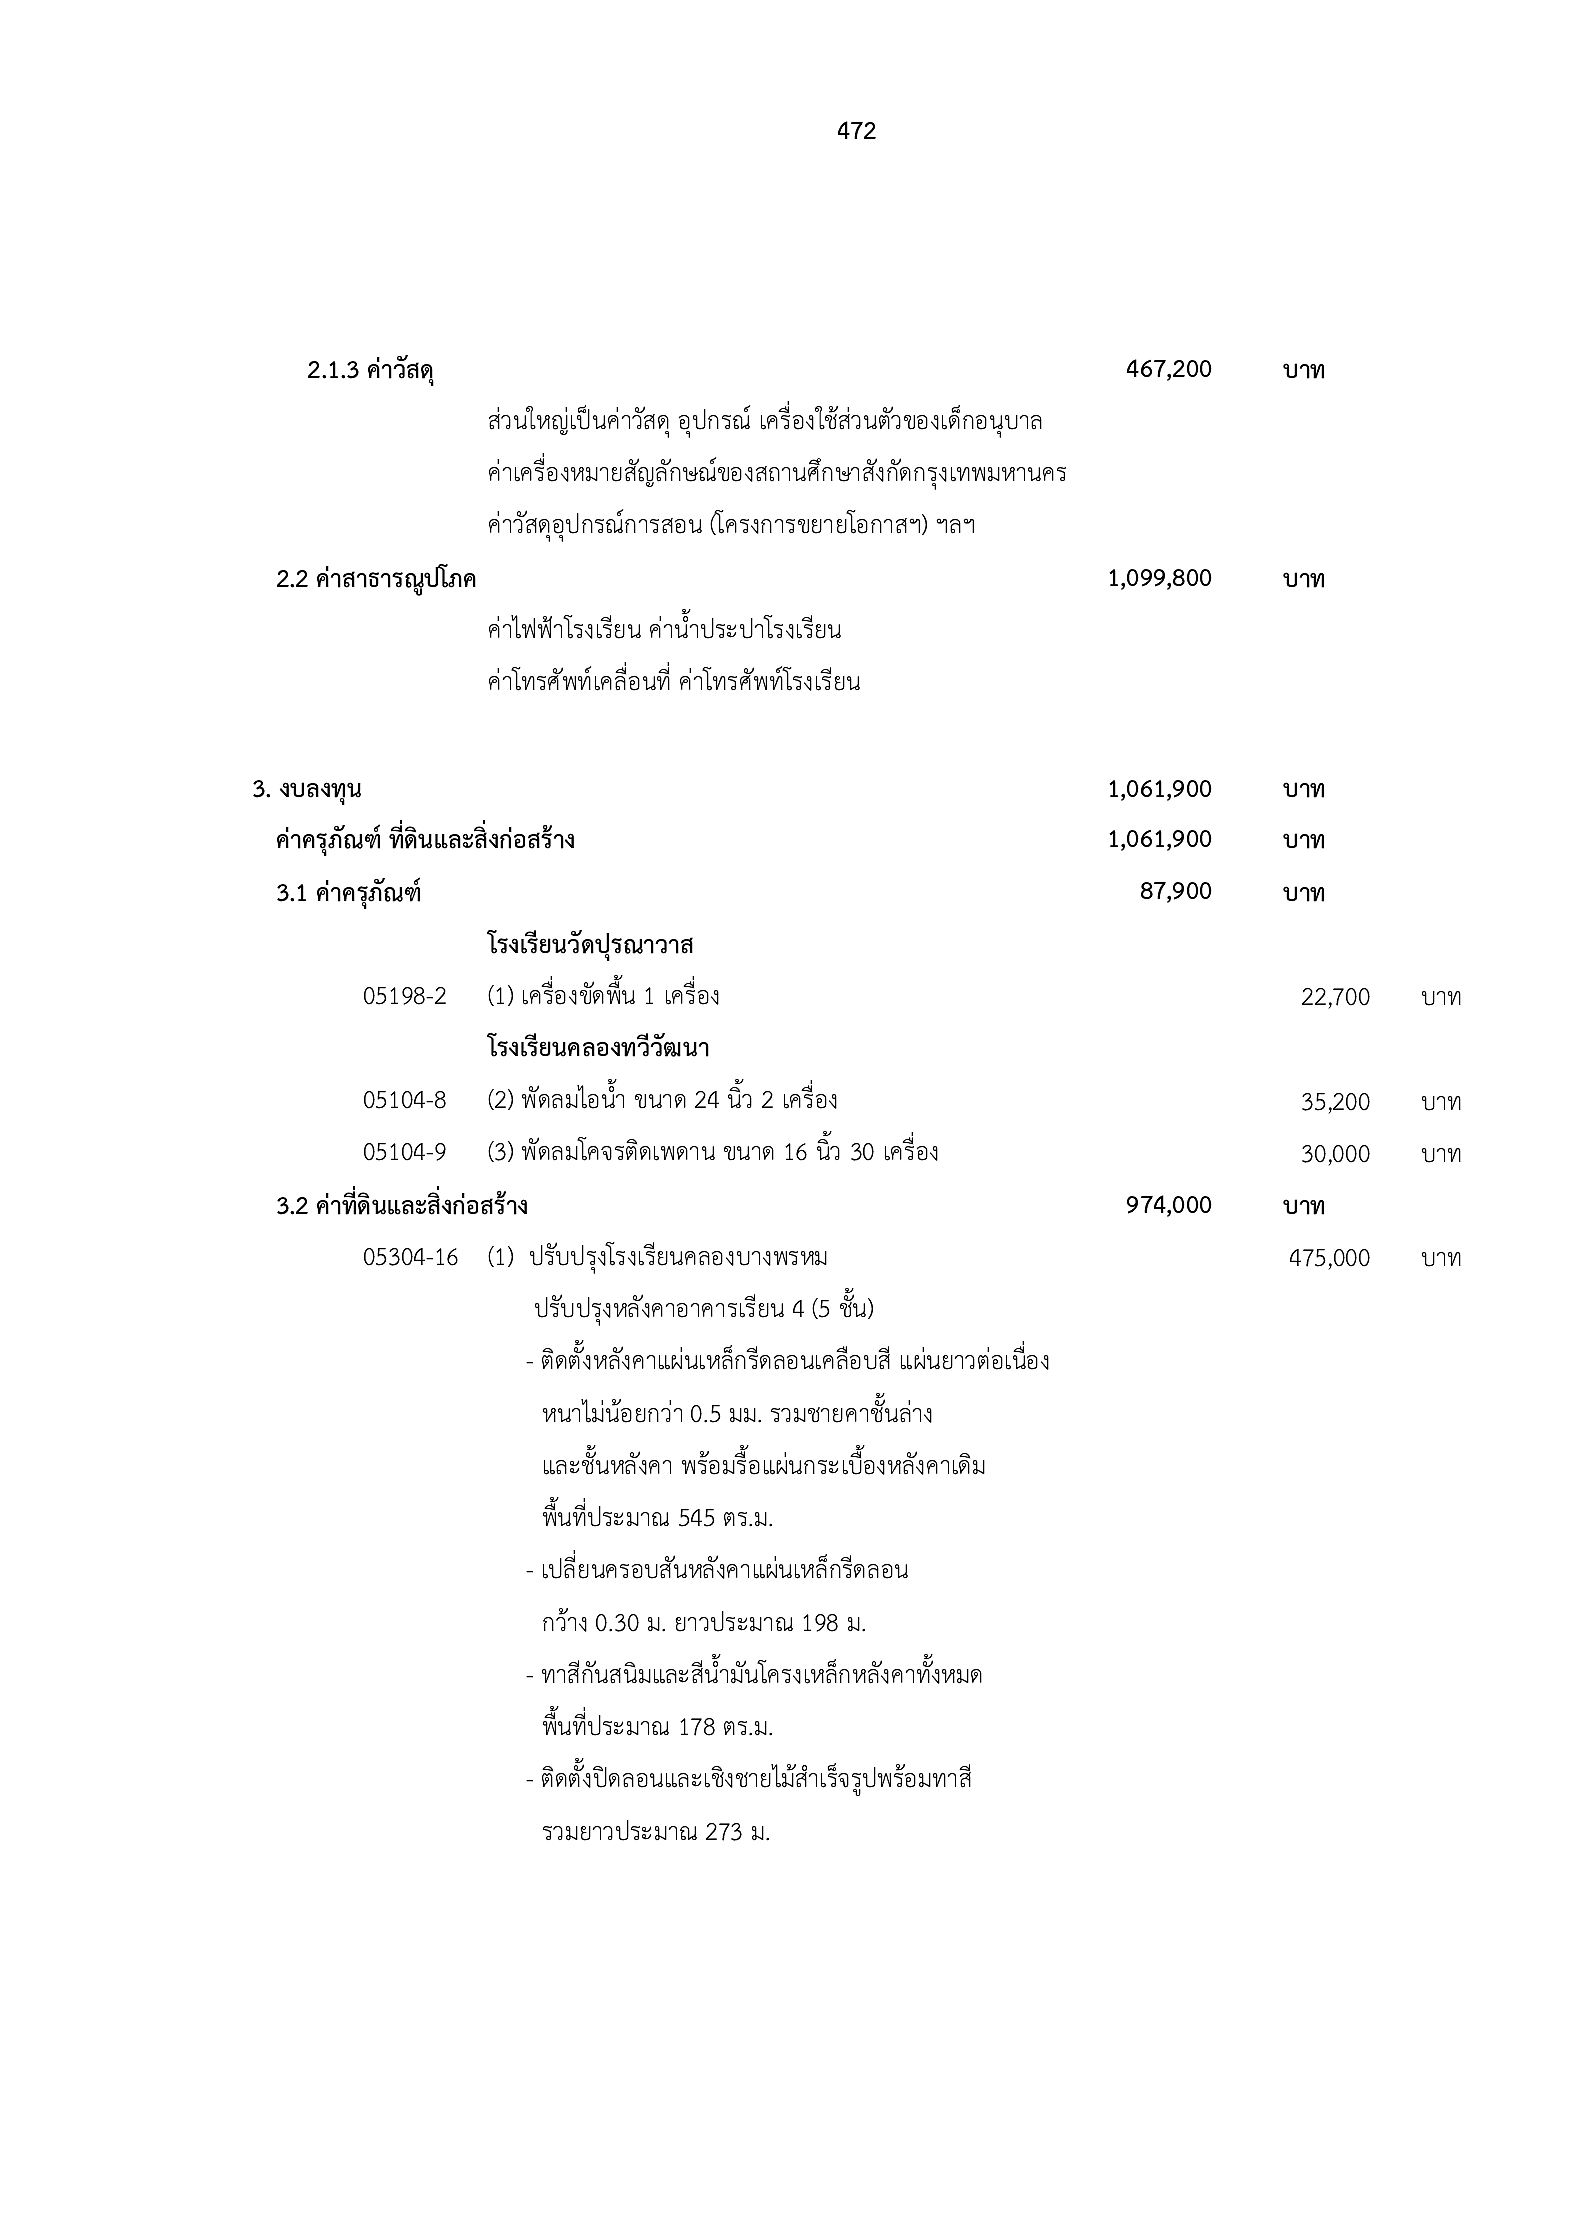 472
2.1.3 ค่าวัสดุ 467,200 บาท
ส่วนใหญ่เป็นค่าวัสดุ อุปกรณ์ เครื่องใช้ส่วนตัวของเด็กอนุบาล
ค่าเครื่องหมายสัญลักษณ์ของสถานศึกษาสังกัดกรุงเทพมหานคร
ค่าวัสดุอุปกรณ์การสอน (โครงการขยายโอกาสฯ) ฯลฯ
2.2 ค่าสาธารณูปโภค 1,099,800 บาท
ค่าไฟฟ้าโรงเรียน ค่าน้ำประปาโรงเรียน
ค่าโทรศัพท์เคลื่อนที่ ค่าโทรศัพท์โรงเรียน
3. งบลงทุน 1,061,900 บาท
ค่าครุภัณฑ์ ที่ดินและสิ่งก่อสร้าง 1,061,900 บาท
3.1 ค่าครุภัณฑ์ 87,900 บาท
โรงเรียนวัดปุรณาวาส
05198-2 (1) เครื่องขัดพื้น 1 เครื่อง 22,700 บาท
โรงเรียนคลองทวีวัฒนา
05104-8 (2) พัดลมไอน้ำ ขนาด 24 นิ้ว 2 เครื่อง 35,200 บาท
05104-9 (3) พัดลมโคจรติดเพดาน ขนาด 16 นิ้ว 30 เครื่อง 30,000 บาท
3.2 ค่าที่ดินและสิ่งก่อสร้าง 974,000 บาท
05304-16 (1) ปรับปรุงโรงเรียนคลองบางพรหม 475,000 บาท
ปรับปรุงหลังคาอาคารเรียน 4 (5 ชั้น)
- ติดตั้งหลังคาแผ่นเหล็กรีดลอนเคลือบสี แผ่นยาวต่อเนื่อง
หนาไม่น้อยกว่า 0.5 มม. รวมชายคาชั้นล่าง
และชั้นหลังคา พร้อมรื้อแผ่นกระเบื้องหลังคาเดิม
พื้นที่ประมาณ 545 ตร.ม.
- เปลี่ยนครอบสันหลังคาแผ่นเหล็กรีดลอน
กว้าง 0.30 ม. ยาวประมาณ 198 ม.
- ทาสีกันสนิมและสีน้ำมันโครงเหล็กหลังคาทั้งหมด
พื้นที่ประมาณ 178 ตร.ม.
- ติดตั้งปิดลอนและเชิงชายไม้สำเร็จรูปพร้อมทาสี
รวมยาวประมาณ 273 ม.